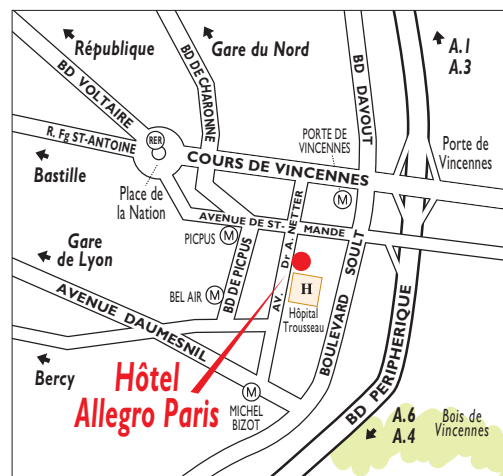 République
Gare du Nord
A.1
A.3
BD VOLTAIRE
BD DE CHARONNE
BD DAVOUT
R. Fg ST-ANTOINE
RER
PORTE DE
VINCENNES
M
Porte de
Vincennes
COURS DE VINCENNES
Bastille
Place de
la Nation
AVENUE DE ST-MANDE
PICPUS
M
Gare
de Lyon
BD DE PICPUS
AV. Dr A. NETTER
BOULEVARD SOULT
BEL AIR
M
H
Hôpital
Trousseau
AVENUE DAUMESNIL
BD PERIPHERIQUE
Bercy
Hôtel
Allegro Paris
M
MICHEL
BIZOT
A.6
A.4
Bois de
Vincennes